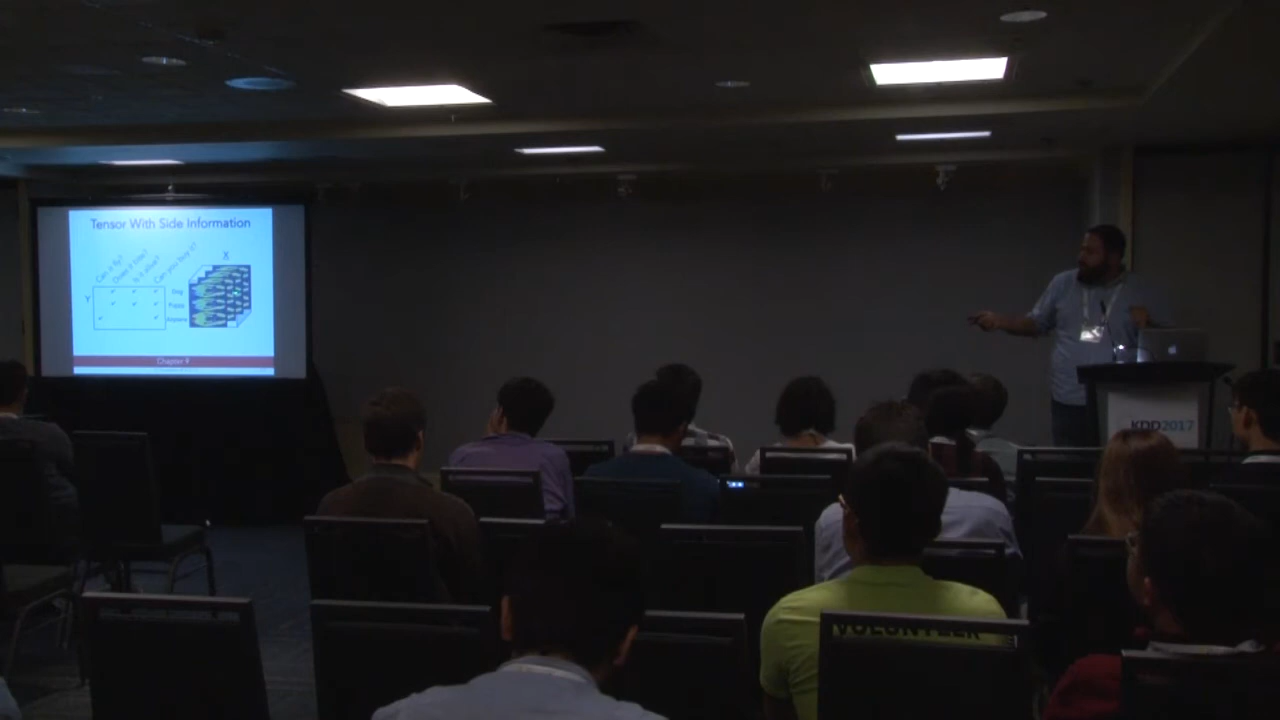 Tensor With Side Information
X
Can it fly?
Does it bite?
Is it alive?
Can you buy it?
Y
Dog
Airplane
Chapter 9
KDD2017
VOLUNTEER